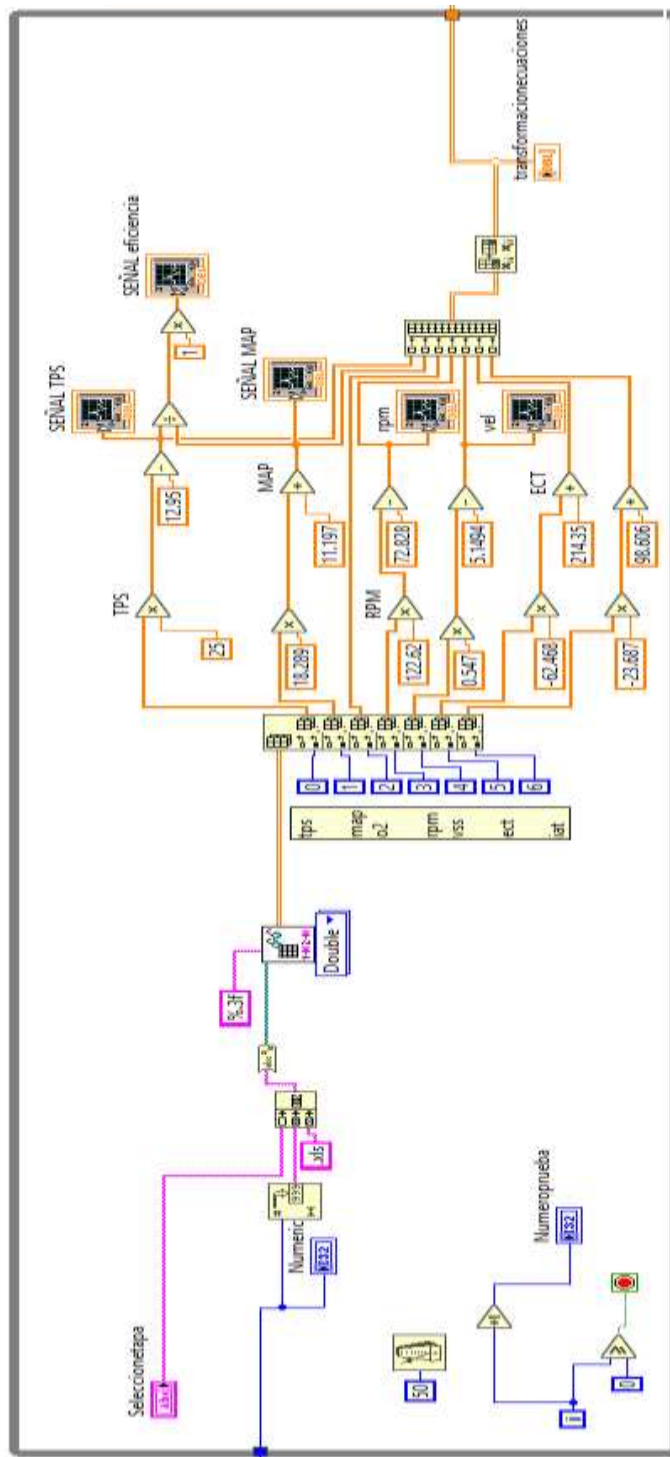 Seleccionetapa
abc
Numeric
I32
.xls
%.3f
Double
50
i
0
Numeroprueba
I32
tps
map
o2
rpm
vss
ect
iat
0
1
2
3
4
5
6
TPS
25
12.95
SEÑAL TPS
1
SEÑAL eficiencia
18.289
MAP
11.197
SEÑAL MAP
RPM
122.62
72.828
rpm
0.547
5.1494
vel
-62.468
ECT
214.35
-23.687
98.606
transformacionecuaciones